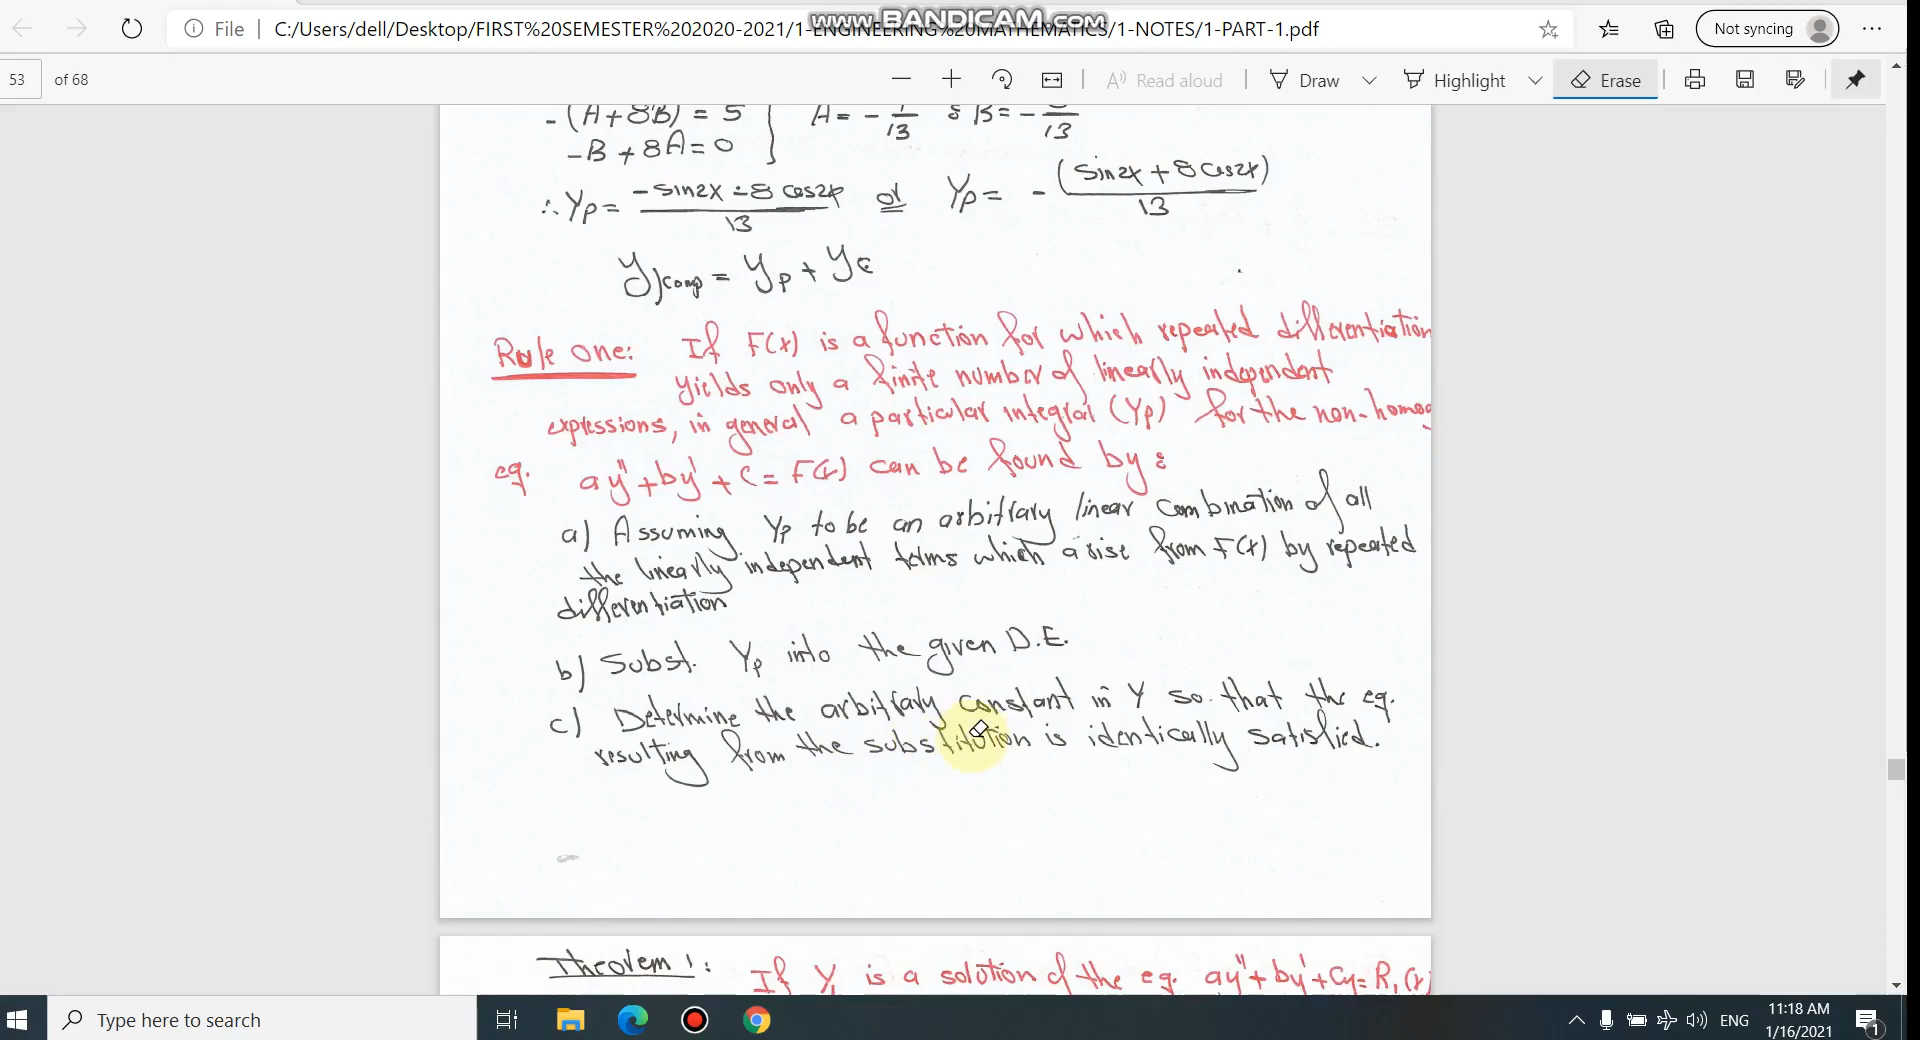 www.BANDICAM.com
File | C:/Users/dell/Desktop/FIRST%20SEMESTER%202020-2021/1-ENGINEERING%20MATHEMATICS/1-NOTES/1-PART-1.pdf
Not syncing
53 of 68
Read aloud
Draw
Highlight
Erase
-(A+8B) = 5 } A = - 1/13 & B = - 8/13
-B + 8A = 0
∴ Yp = -sin2x - 8 cos2x / 13 or Yp = - (sin2x + 8 cos2x) / 13
y)comp = yp + yc
Rule one: If F(x) is a function for which repeated differentiation
yields only a finite number of linearly independent
expressions, in general a particular integral (Yp) for the non-homog
eq. ay" + by' + C = F(x) can be found by:
a) Assuming Yp to be an arbitrary linear combination of all
the linearly independent terms which arise from F(x) by repeated
differentiation
b) Subst. Yp into the given D.E.
c) Determine the arbitrary constant in Y so that the eq.
resulting from the substitution is identically satisfied.
Theorem 1: If Y1 is a solution of the eq. ay" + by' + Cy = R1(x)
Type here to search
ENG
11:18 AM
1/16/2021
1